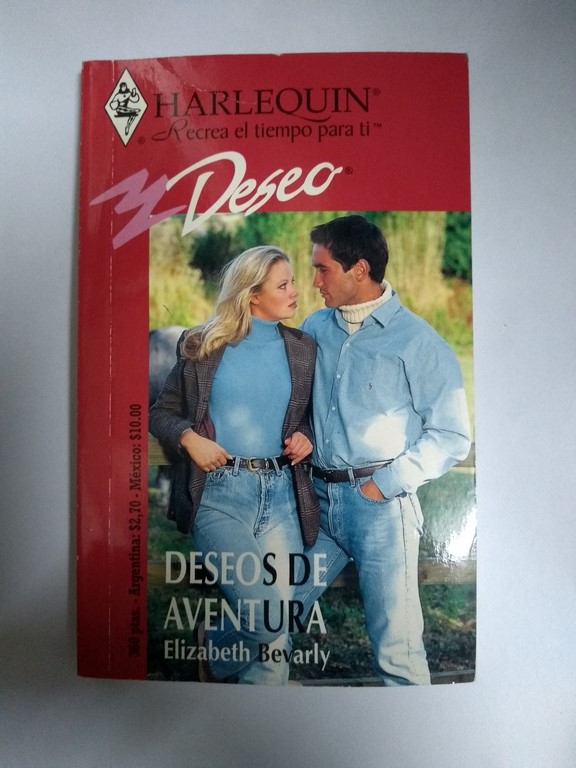 HARLEQUIN®
® Recrea el tiempo para ti™
Deseo®
360 ptas. - Argentina: $2,70 - México: $10.00
DESEOS DE
AVENTURA
Elizabeth Bevarly